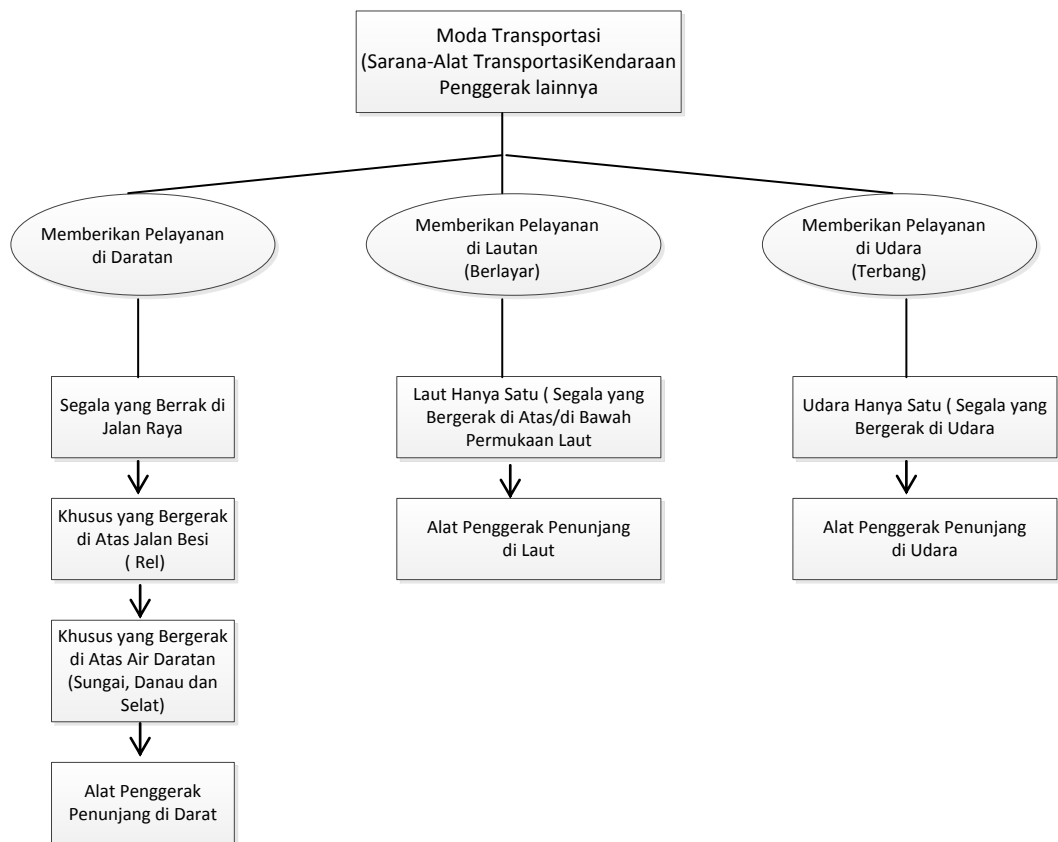 Moda Transportasi
(Sarana-Alat TransportasiKendaraan
Penggerak lainnya
Memberikan Pelayanan
di Daratan
Memberikan Pelayanan
di Lautan
(Berlayar)
Memberikan Pelayanan
di Udara
(Terbang)
Segala yang Berrak di
Jalan Raya
Laut Hanya Satu ( Segala yang
Bergerak di Atas/di Bawah
Permukaan Laut
Udara Hanya Satu ( Segala yang
Bergerak di Udara
Khusus yang Bergerak
di Atas Jalan Besi
( Rel)
Alat Penggerak Penunjang
di Laut
Alat Penggerak Penunjang
di Udara
Khusus yang Bergerak
di Atas Air Daratan
(Sungai, Danau dan
Selat)
Alat Penggerak
Penunjang di Darat